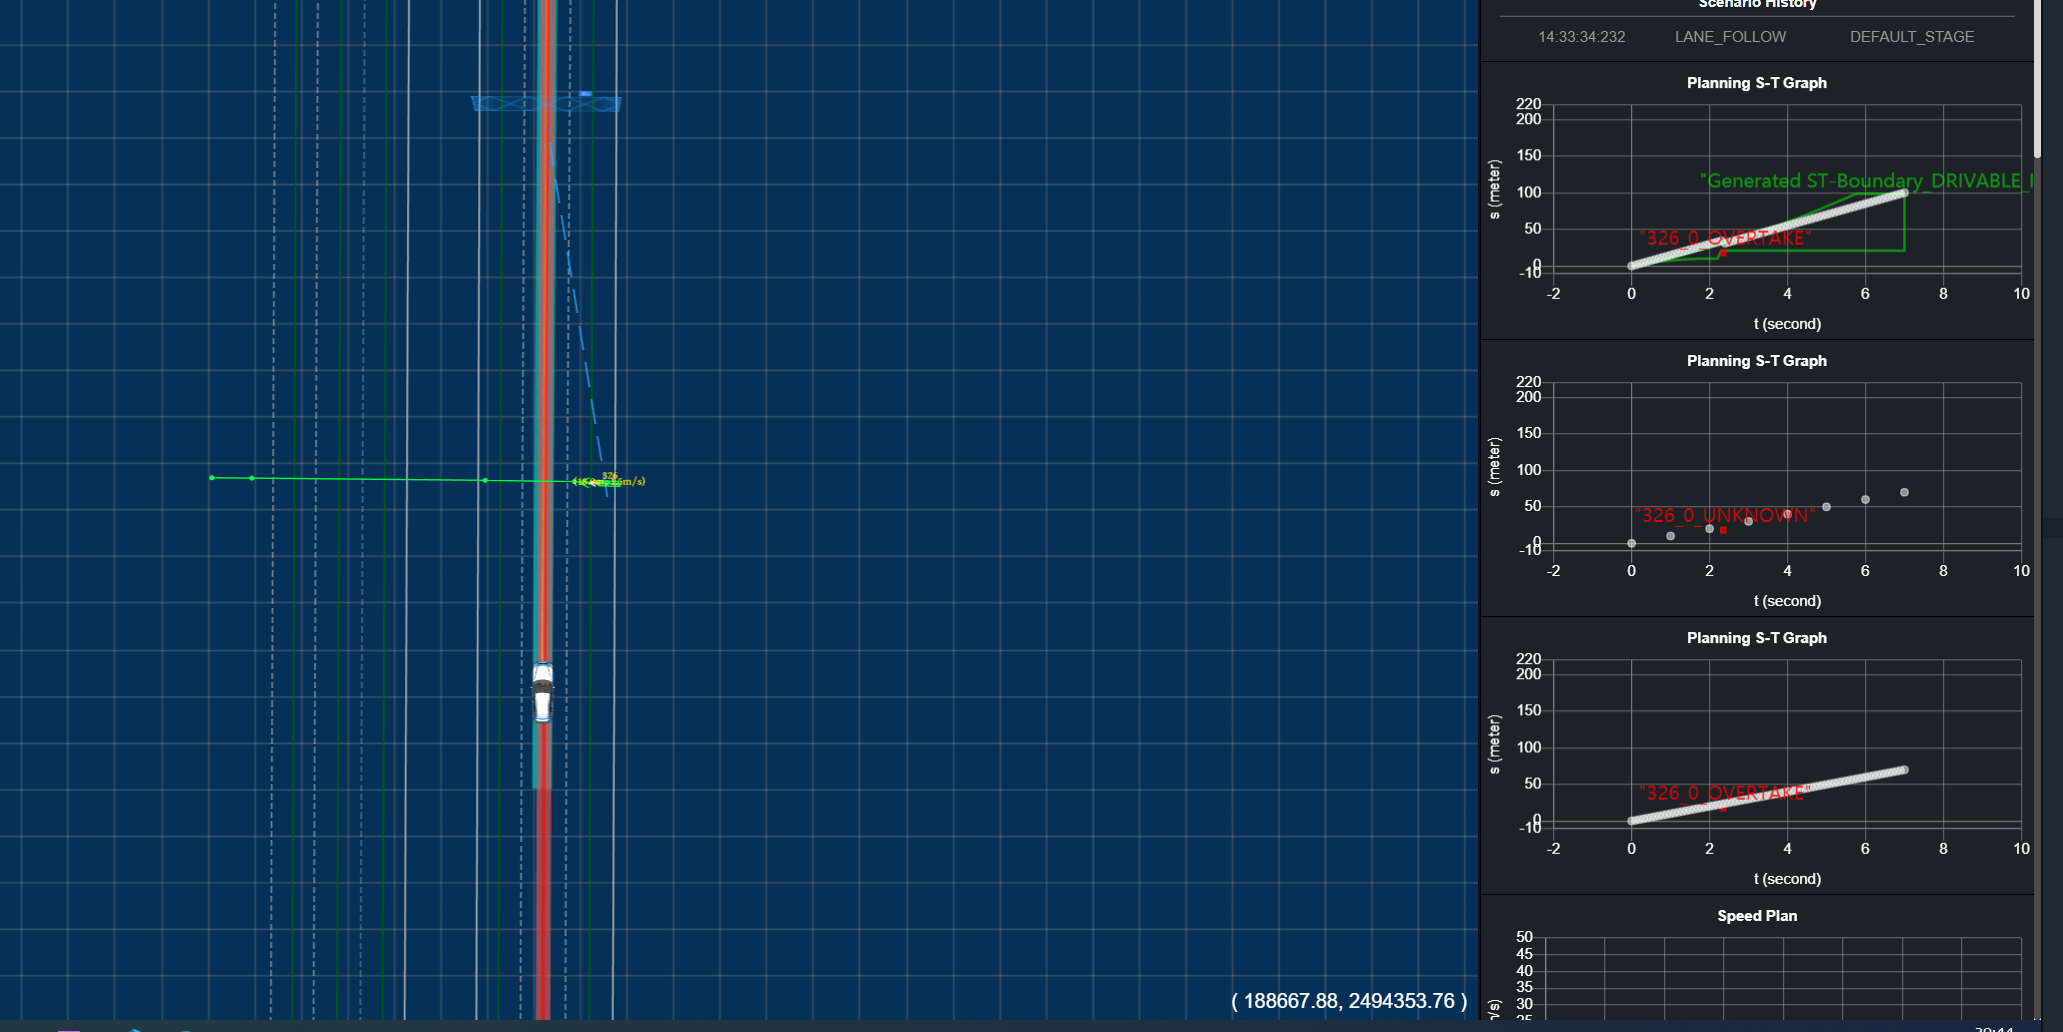 Scenario History
14:33:34:232 LANE_FOLLOW DEFAULT_STAGE
Planning S-T Graph
220
200
150
100
50
0
-10
s (meter)
"Generated ST-Boundary_DRIVABLE_
"326_0_OVERTAKE"
-2 0 2 4 6 8 10
t (second)
Planning S-T Graph
220
200
150
100
50
0
-10
s (meter)
"326_0_UNKNOWN"
-2 0 2 4 6 8 10
t (second)
Planning S-T Graph
220
200
150
100
50
0
-10
s (meter)
"326_0_OVERTAKE"
-2 0 2 4 6 8 10
t (second)
Speed Plan
50
45
40
35
30
25
326
m/s)
( 188667.88, 2494353.76 )